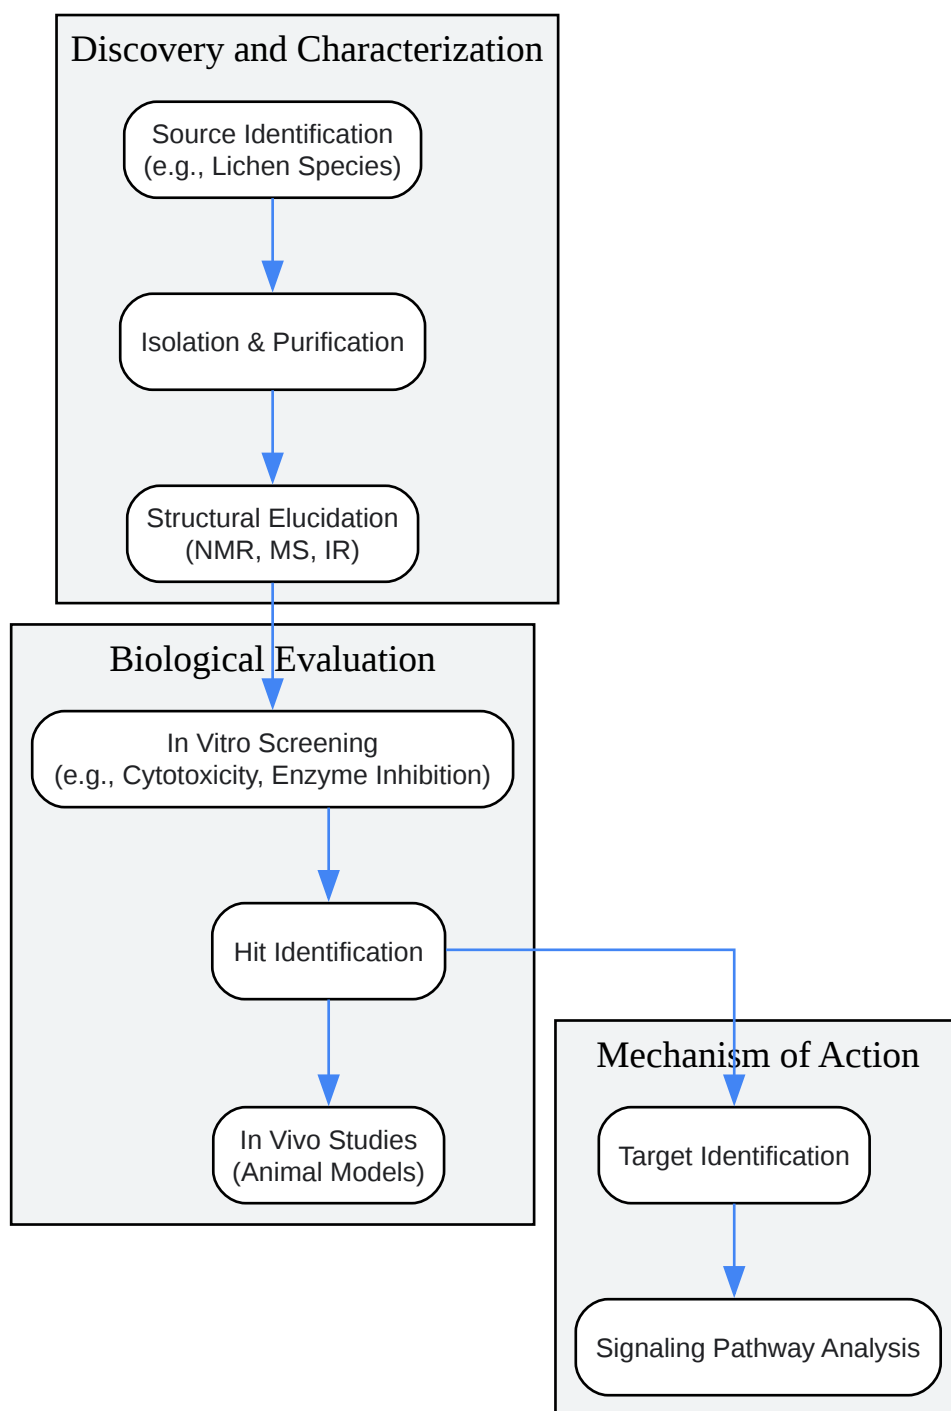 Discovery and Characterization
Source Identification
(e.g., Lichen Species)
Isolation & Purification
Structural Elucidation
(NMR, MS, IR)
Biological Evaluation
In Vitro Screening
(e.g., Cytotoxicity, Enzyme Inhibition)
Hit Identification
In Vivo Studies
(Animal Models)
Mechanism of Action
Target Identification
Signaling Pathway Analysis